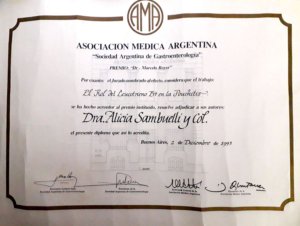 AMA
ASOCIACION MEDICA ARGENTINA
"Sociedad Argentina de Gastroenterología"
PREMIO: "Dr. Marcelo Royer"
Por cuanto el Jurado nombrado al efecto, considera que el trabajo:
El Rol del Leucotrieno B4 en la Pouchitis
se ha hecho acreedor al premio instituido, resuelve adjudicar a sus autores:
Dra. Alicia Sambuelli y Col.
el presente diploma que así lo acredita.
Buenos Aires, 2 de Diciembre de 1993